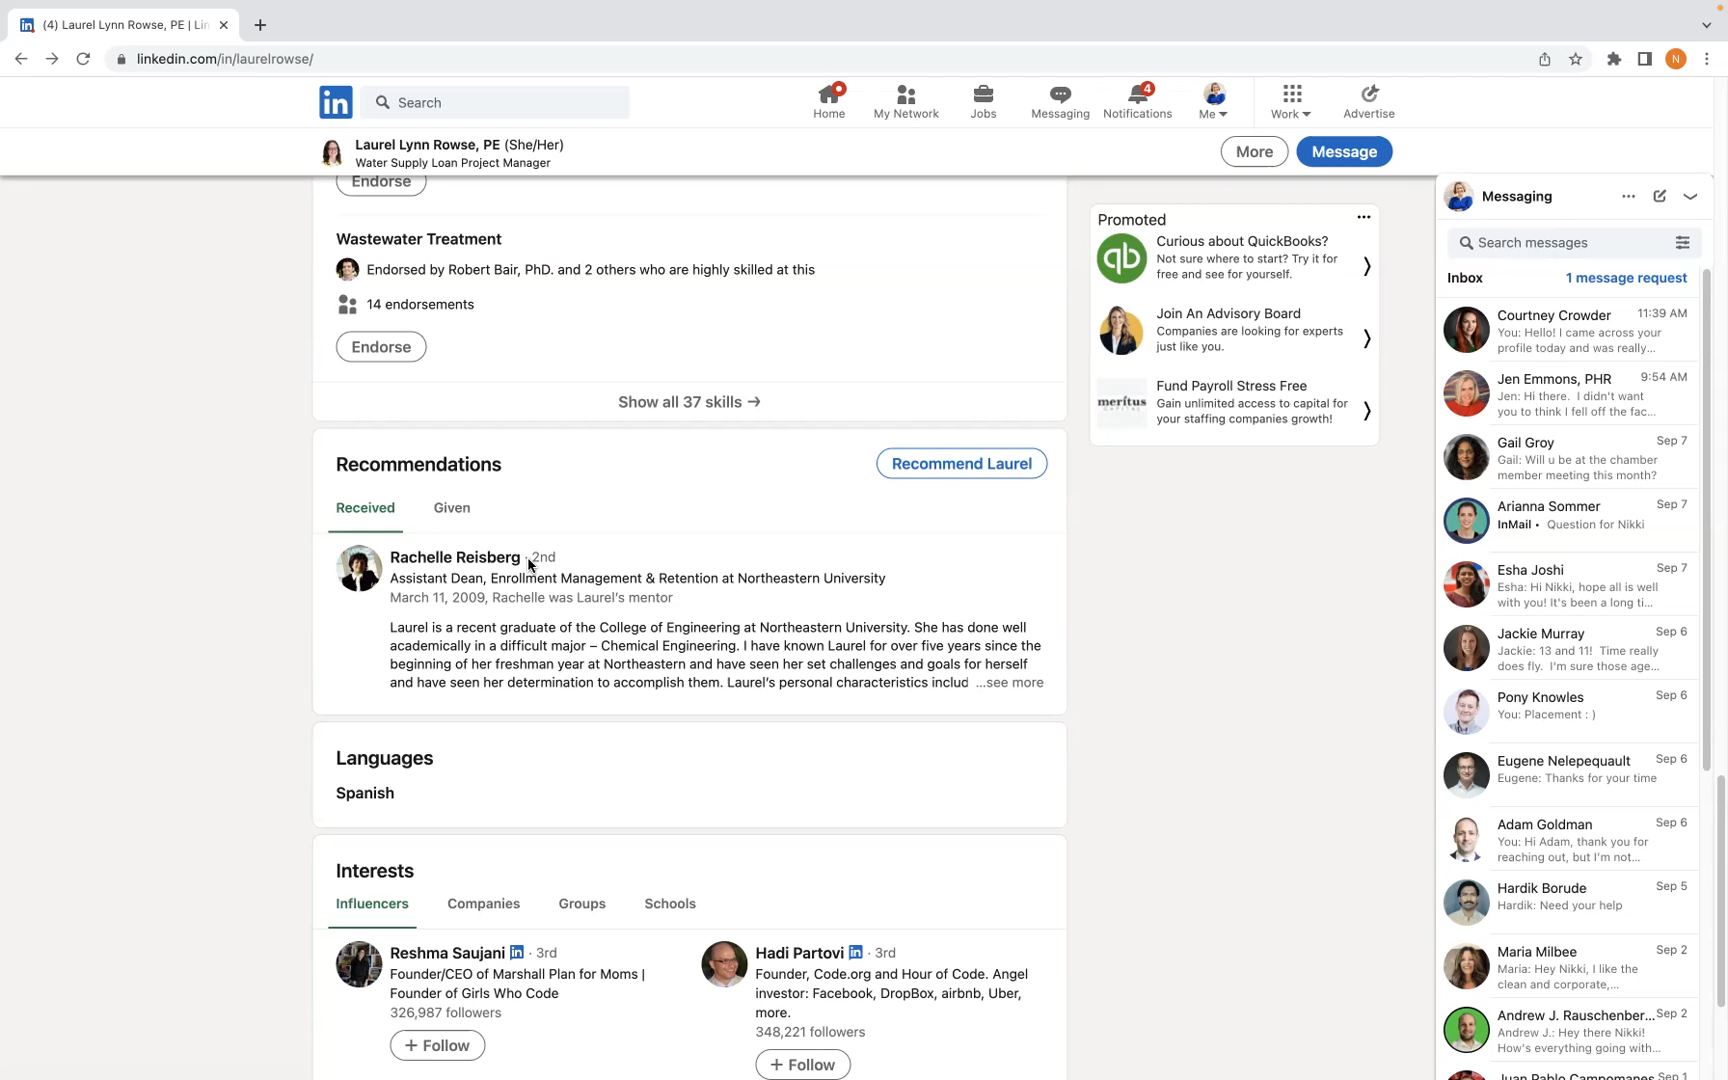 (4) Laurel Lynn Rowse, PE | Lin
linkedin.com/in/laurelrowse/
N
in
Search
Home
My Network
Jobs
Messaging
4
Notifications
Me
Work
Advertise
Laurel Lynn Rowse, PE (She/Her)
Water Supply Loan Project Manager
More
Message
Endorse
Wastewater Treatment
Endorsed by Robert Bair, PhD. and 2 others who are highly skilled at this
14 endorsements
Endorse
Show all 37 skills →
Recommendations
Recommend Laurel
Received
Given
Rachelle Reisberg · 2nd
Assistant Dean, Enrollment Management & Retention at Northeastern University
March 11, 2009, Rachelle was Laurel's mentor
Laurel is a recent graduate of the College of Engineering at Northeastern University. She has done well
academically in a difficult major – Chemical Engineering. I have known Laurel for over five years since the
beginning of her freshman year at Northeastern and have seen her set challenges and goals for herself
and have seen her determination to accomplish them. Laurel's personal characteristics includ ...see more
Languages
Spanish
Interests
Influencers
Companies
Groups
Schools
Reshma Saujani in · 3rd
Founder/CEO of Marshall Plan for Moms |
Founder of Girls Who Code
326,987 followers
+ Follow
Hadi Partovi in · 3rd
Founder, Code.org and Hour of Code. Angel
investor: Facebook, DropBox, airbnb, Uber,
more.
348,221 followers
+ Follow
Promoted
qb
Curious about QuickBooks?
Not sure where to start? Try it for
free and see for yourself.
Join An Advisory Board
Companies are looking for experts
just like you.
meritus
CAPITAL
Fund Payroll Stress Free
Gain unlimited access to capital for
your staffing companies growth!
Messaging
Search messages
Inbox
1 message request
Courtney Crowder 11:39 AM
You: Hello! I came across your
profile today and was really...
Jen Emmons, PHR 9:54 AM
Jen: Hi there. I didn't want
you to think I fell off the fac...
Gail Groy Sep 7
Gail: Will u be at the chamber
member meeting this month?
Arianna Sommer Sep 7
InMail • Question for Nikki
Esha Joshi Sep 7
Esha: Hi Nikki, hope all is well
with you! It's been a long ti...
Jackie Murray Sep 6
Jackie: 13 and 11! Time really
does fly. I'm sure those age...
Pony Knowles Sep 6
You: Placement : )
Eugene Nelepequault Sep 6
Eugene: Thanks for your time
Adam Goldman Sep 6
You: Hi Adam, thank you for
reaching out, but I'm not...
Hardik Borude Sep 5
Hardik: Need your help
Maria Milbee Sep 2
Maria: Hey Nikki, I like the
clean and corporate,...
Andrew J. Rauschenber... Sep 2
Andrew J.: Hey there Nikki!
How's everything going with...
Juan Pablo Campomanes Sep 1